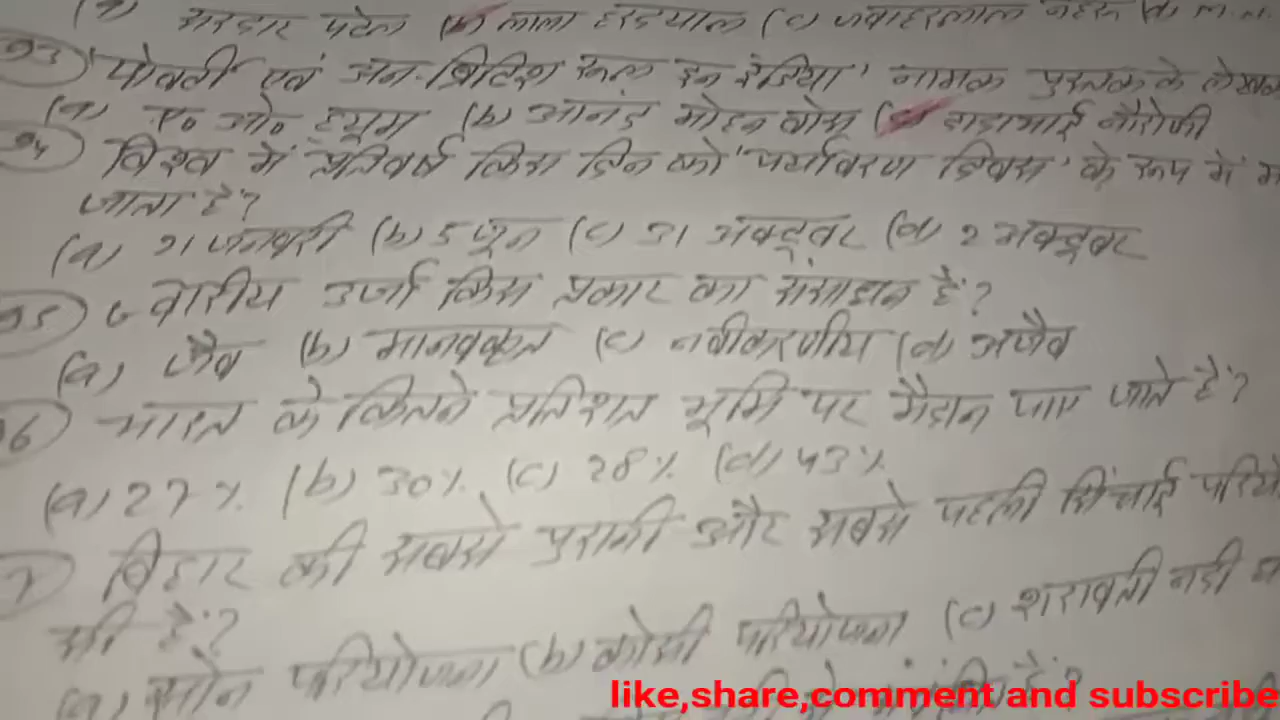 सरदार पटेल (b) लाला हरदयाल (c) जवाहरलाल नेहरू
93 'पोवर्टी एवं अन-ब्रिटिश रूल इन इंडिया' नामक पुस्तक के लेखक
(a) ए० ओ० ह्यूम (b) आनंद मोहन बोस दादाभाई नौरोजी
94 विश्व में प्रतिवर्ष किस दिन को 'पर्यावरण दिवस' के रूप में
जाता है?
(a) 21 जनवरी (b) 5 जून (c) 31 अक्टूबर (d) 2 अक्टूबर
95 ज्वारीय उर्जा किस प्रकार का संसाधन है?
(a) जैव (b) मानवकृत (c) नवीकरणीय (d) अजैव
96 भारत के कितने प्रतिशत भूमि पर मैदान पाए जाते हैं?
(a) 27% (b) 30% (c) 28% (d) 43%
बिहार की सबसे पुरानी और सबसे पहली सिंचाई
सी है?
(a) सोन परियोजना (b) कोसी परियोजना (c) शरावती नदी
like,share,comment and subscribe